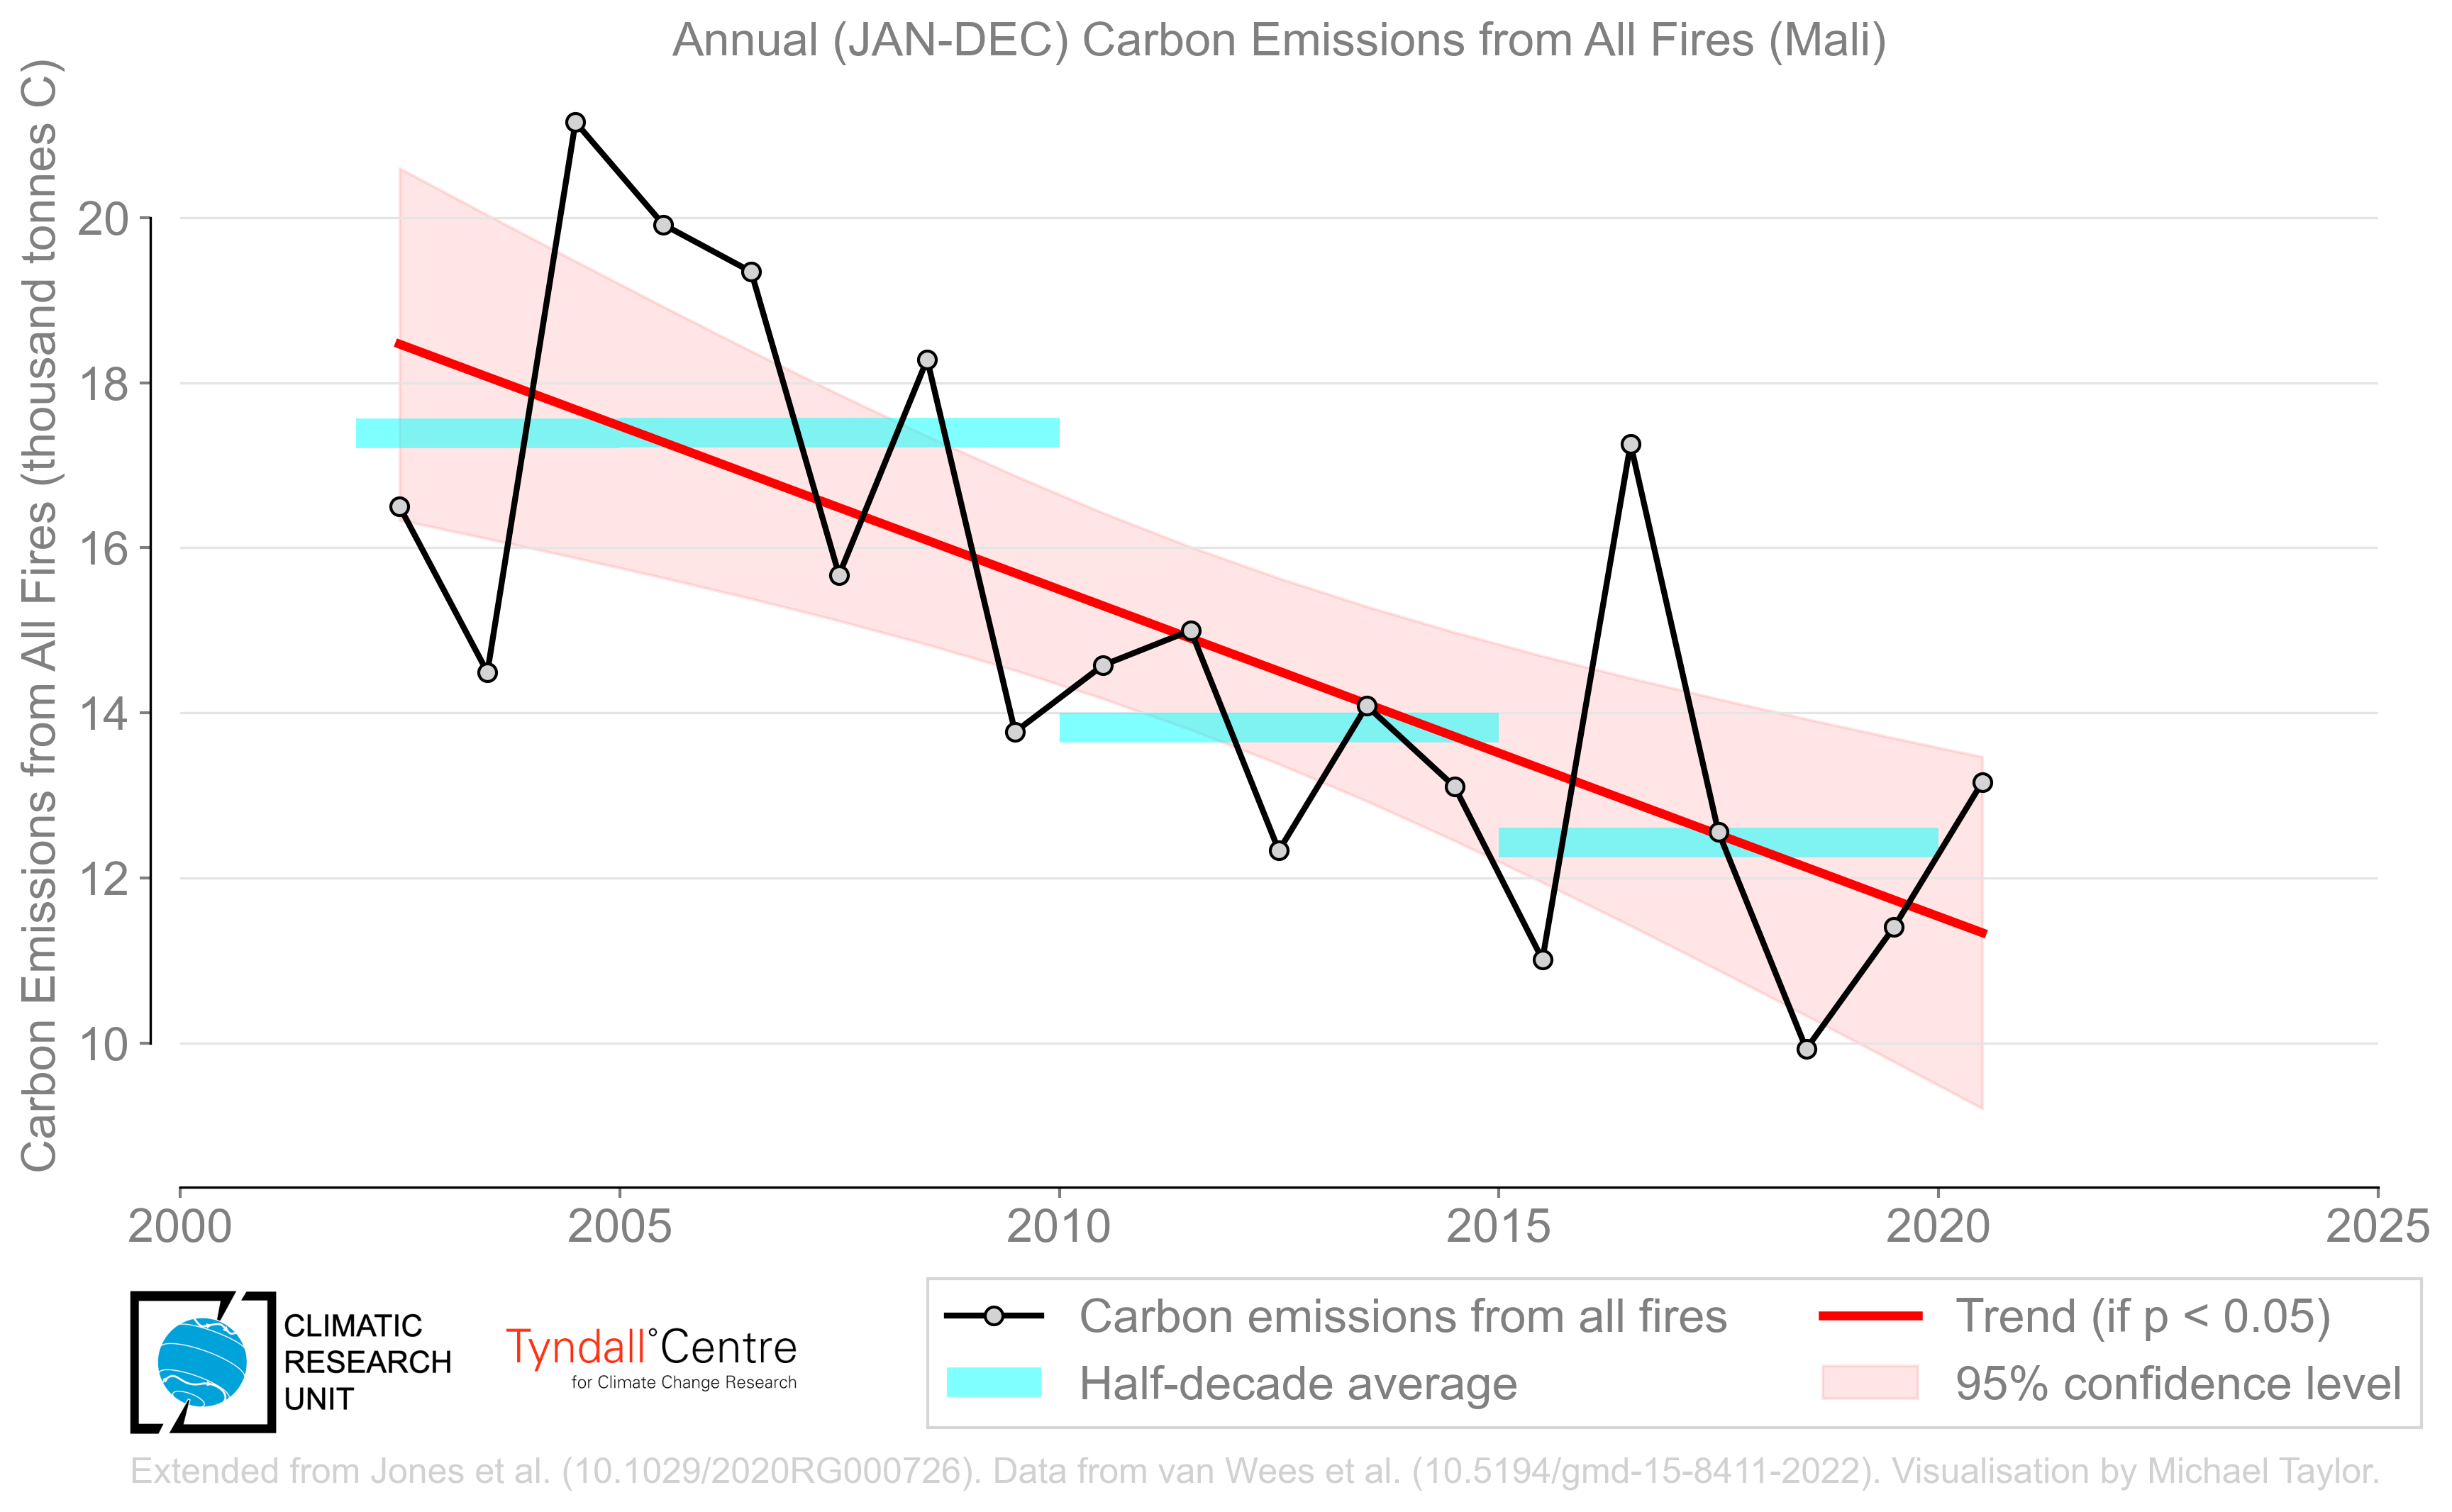 Annual (JAN-DEC) Carbon Emissions from All Fires (Mali)
Carbon Emissions from All Fires (thousand tonnes C)
20
18
16
14
12
10
2000 2005 2010 2015 2020 2025
CLIMATIC
RESEARCH
UNIT
Tyndall°Centre
for Climate Change Research
Carbon emissions from all fires
Half-decade average
Trend (if p < 0.05)
95% confidence level
Extended from Jones et al. (10.1029/2020RG000726). Data from van Wees et al. (10.5194/gmd-15-8411-2022). Visualisation by Michael Taylor.